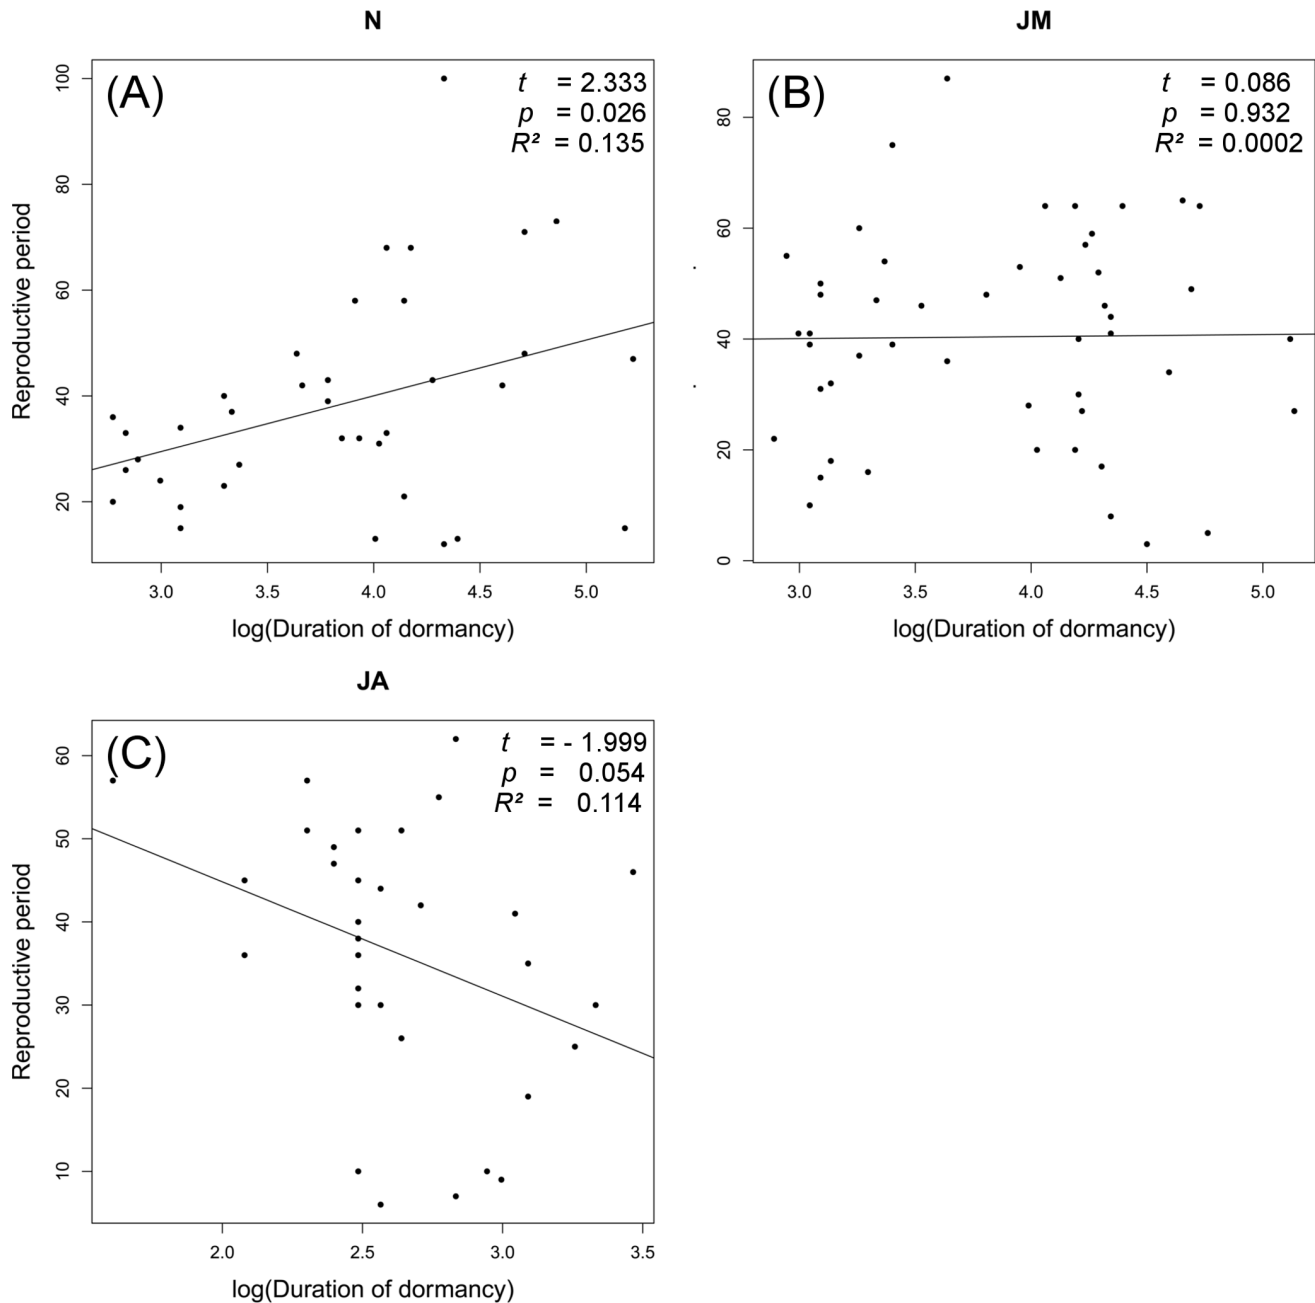 N
(A)
t = 2.333
p = 0.026
R² = 0.135
100
80
60
40
20
Reproductive period
3.0 3.5 4.0 4.5 5.0
log(Duration of dormancy)
JM
(B)
t = 0.086
p = 0.932
R² = 0.0002
80
60
40
20
0
3.0 3.5 4.0 4.5 5.0
log(Duration of dormancy)
JA
(C)
t = - 1.999
p = 0.054
R² = 0.114
60
50
40
30
20
10
Reproductive period
2.0 2.5 3.0 3.5
log(Duration of dormancy)